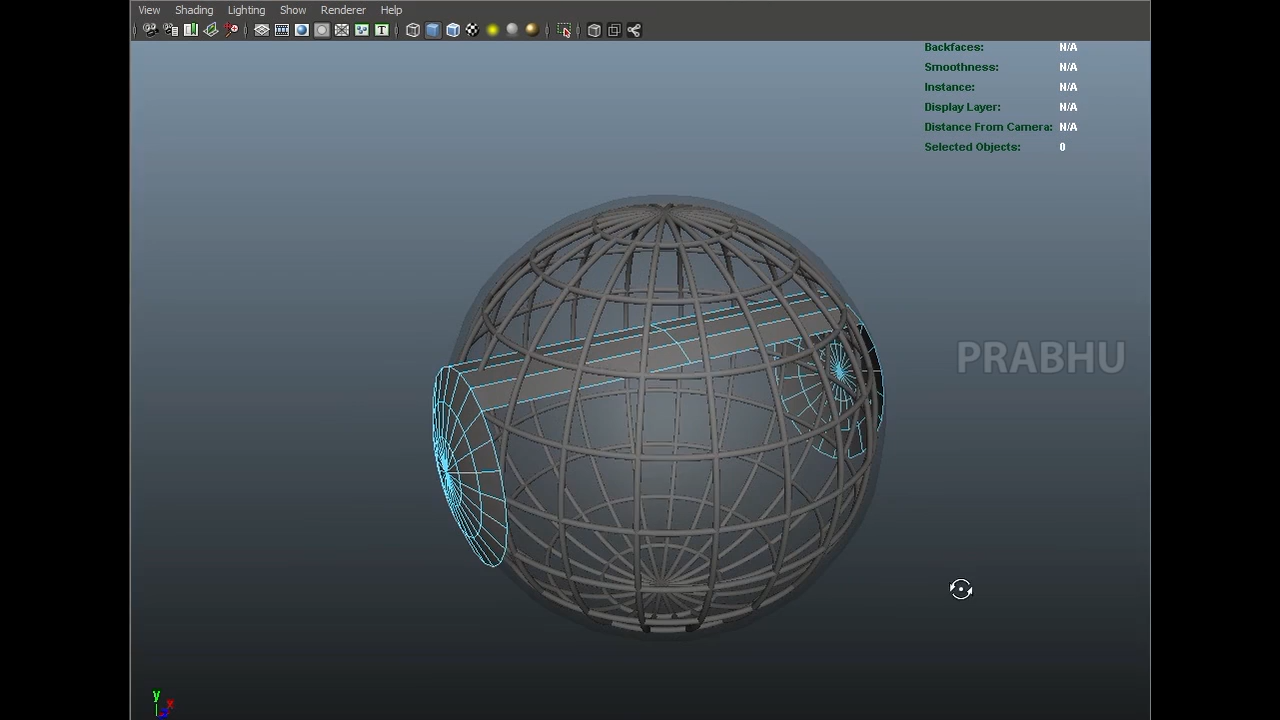 View Shading Lighting Show Renderer Help
T
Backfaces: N/A
Smoothness: N/A
Instance: N/A
Display Layer: N/A
Distance From Camera: N/A
Selected Objects: 0
PRABHU
y
x